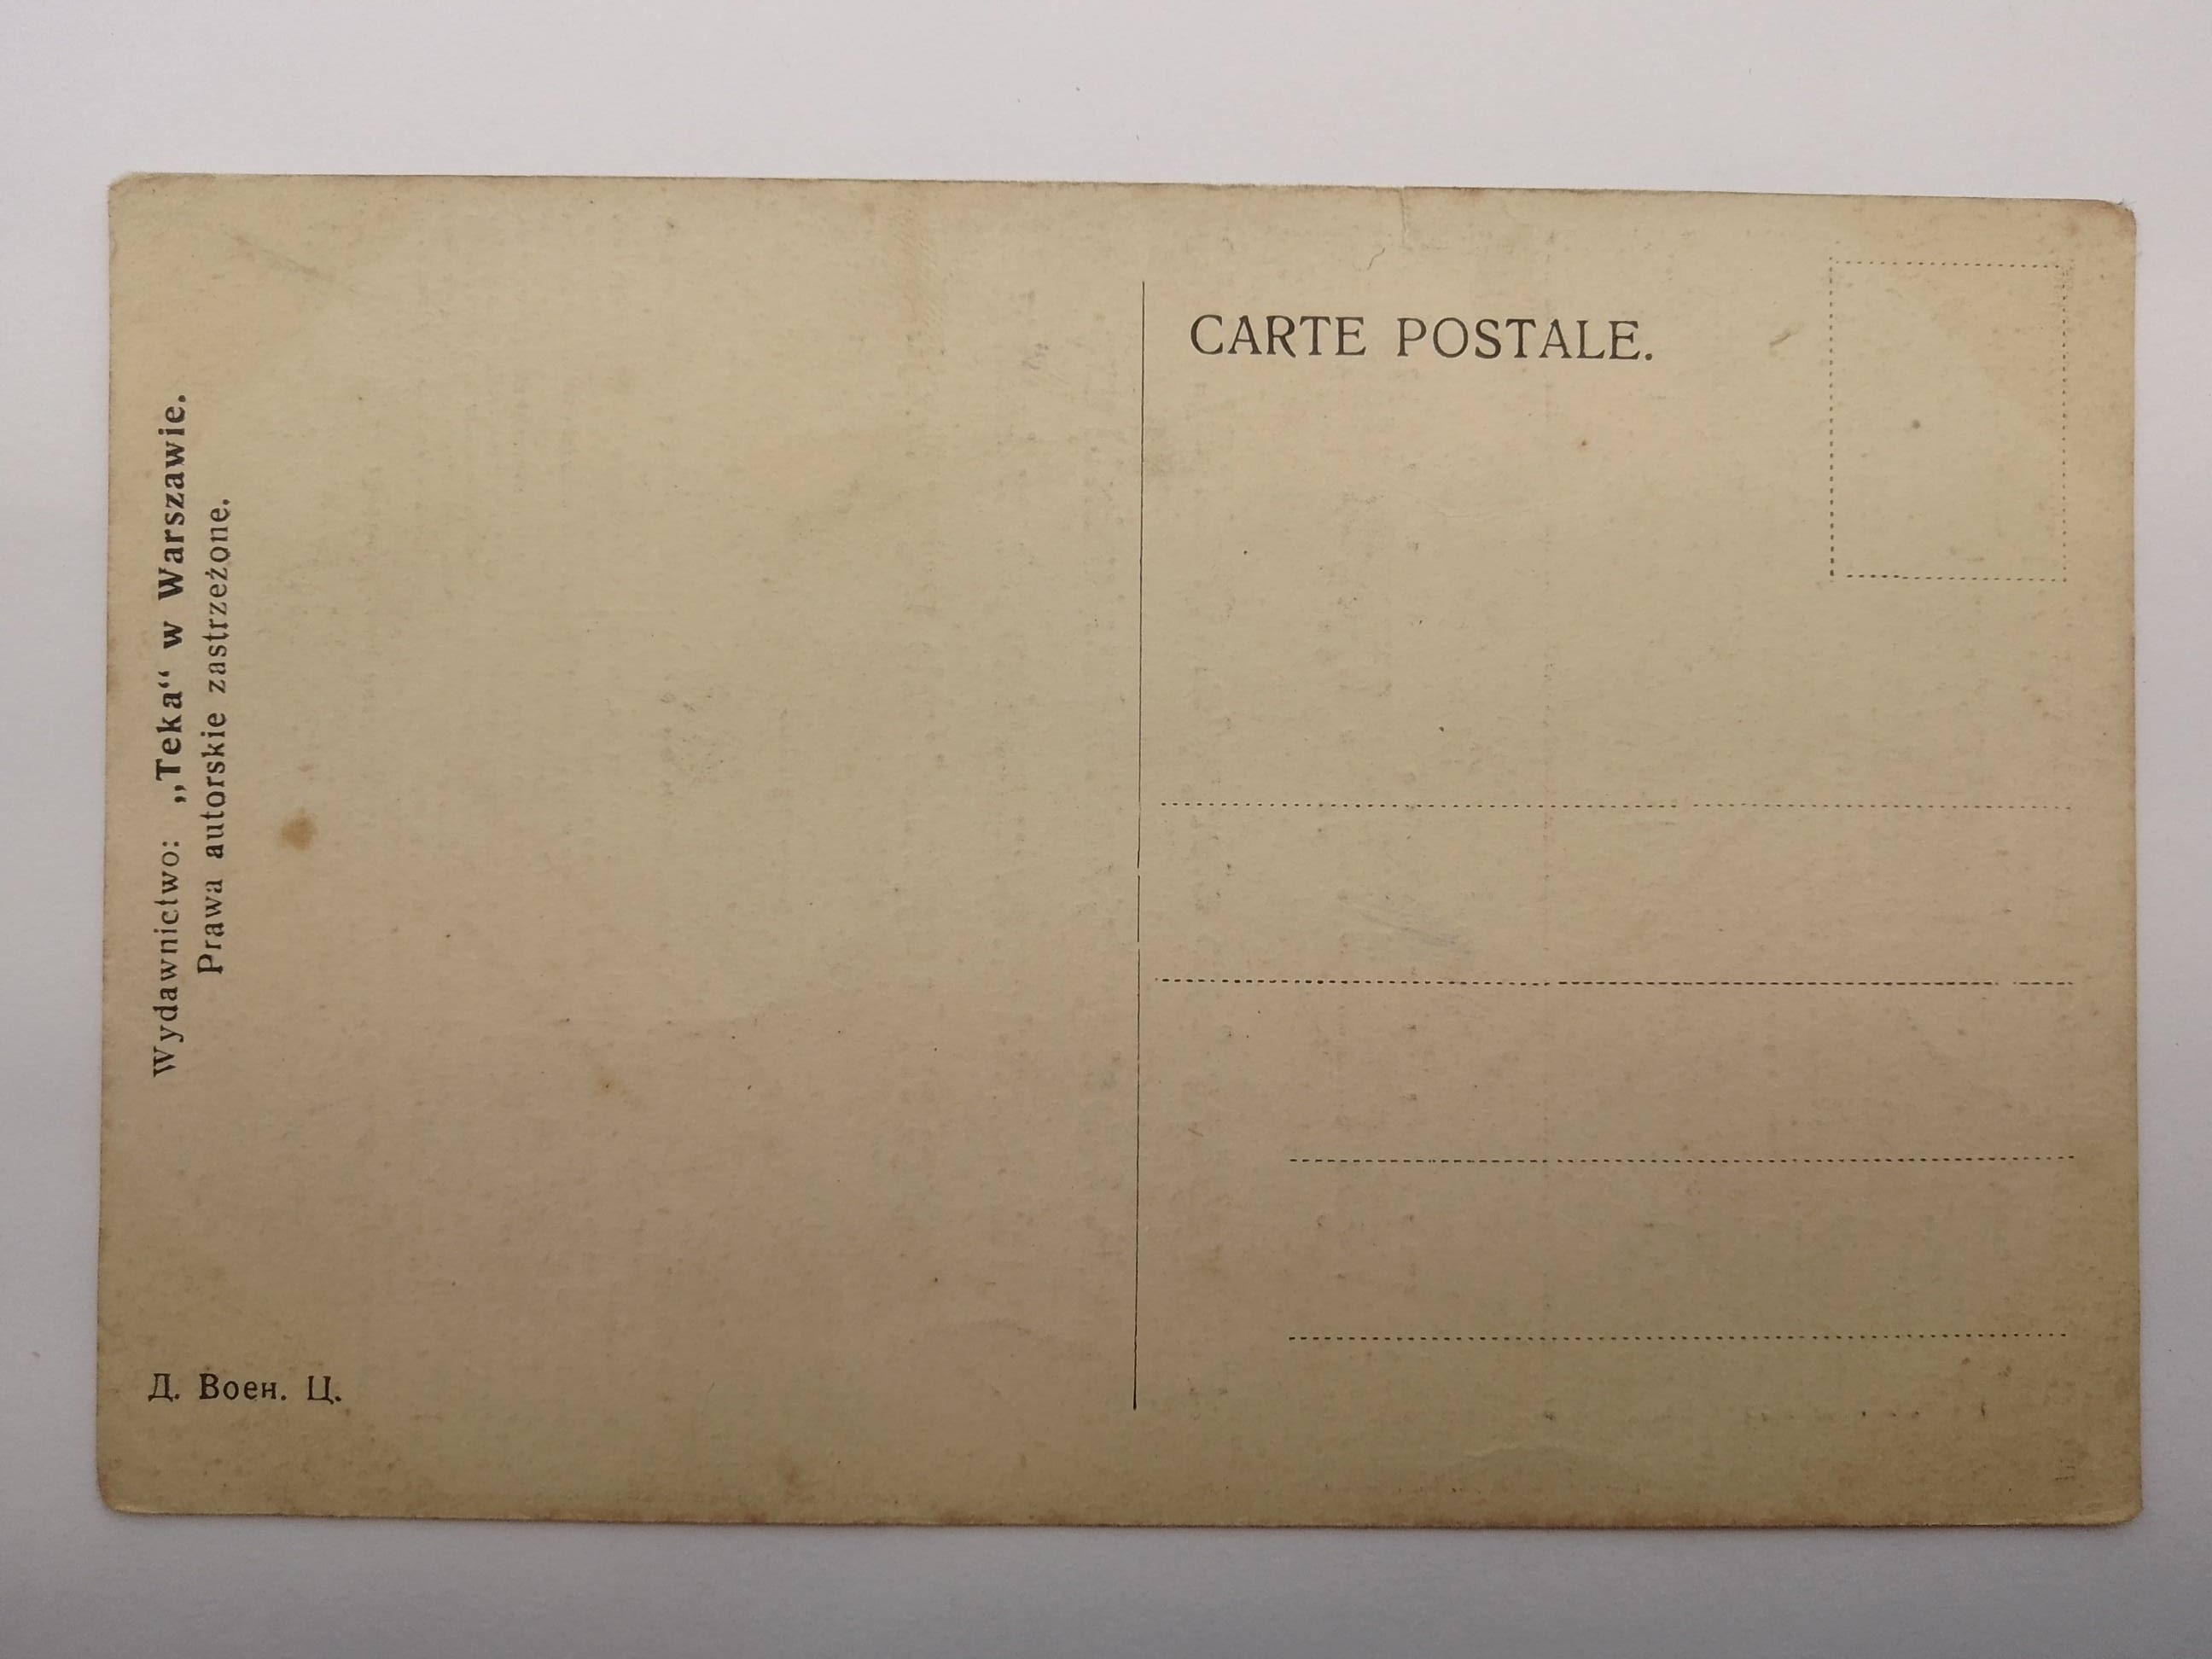 CARTE POSTALE.
Wydawnictwo: „Teka“ w Warszawie.
Prawa autorskie zastrzeżone.
Д. Воен. Ц.